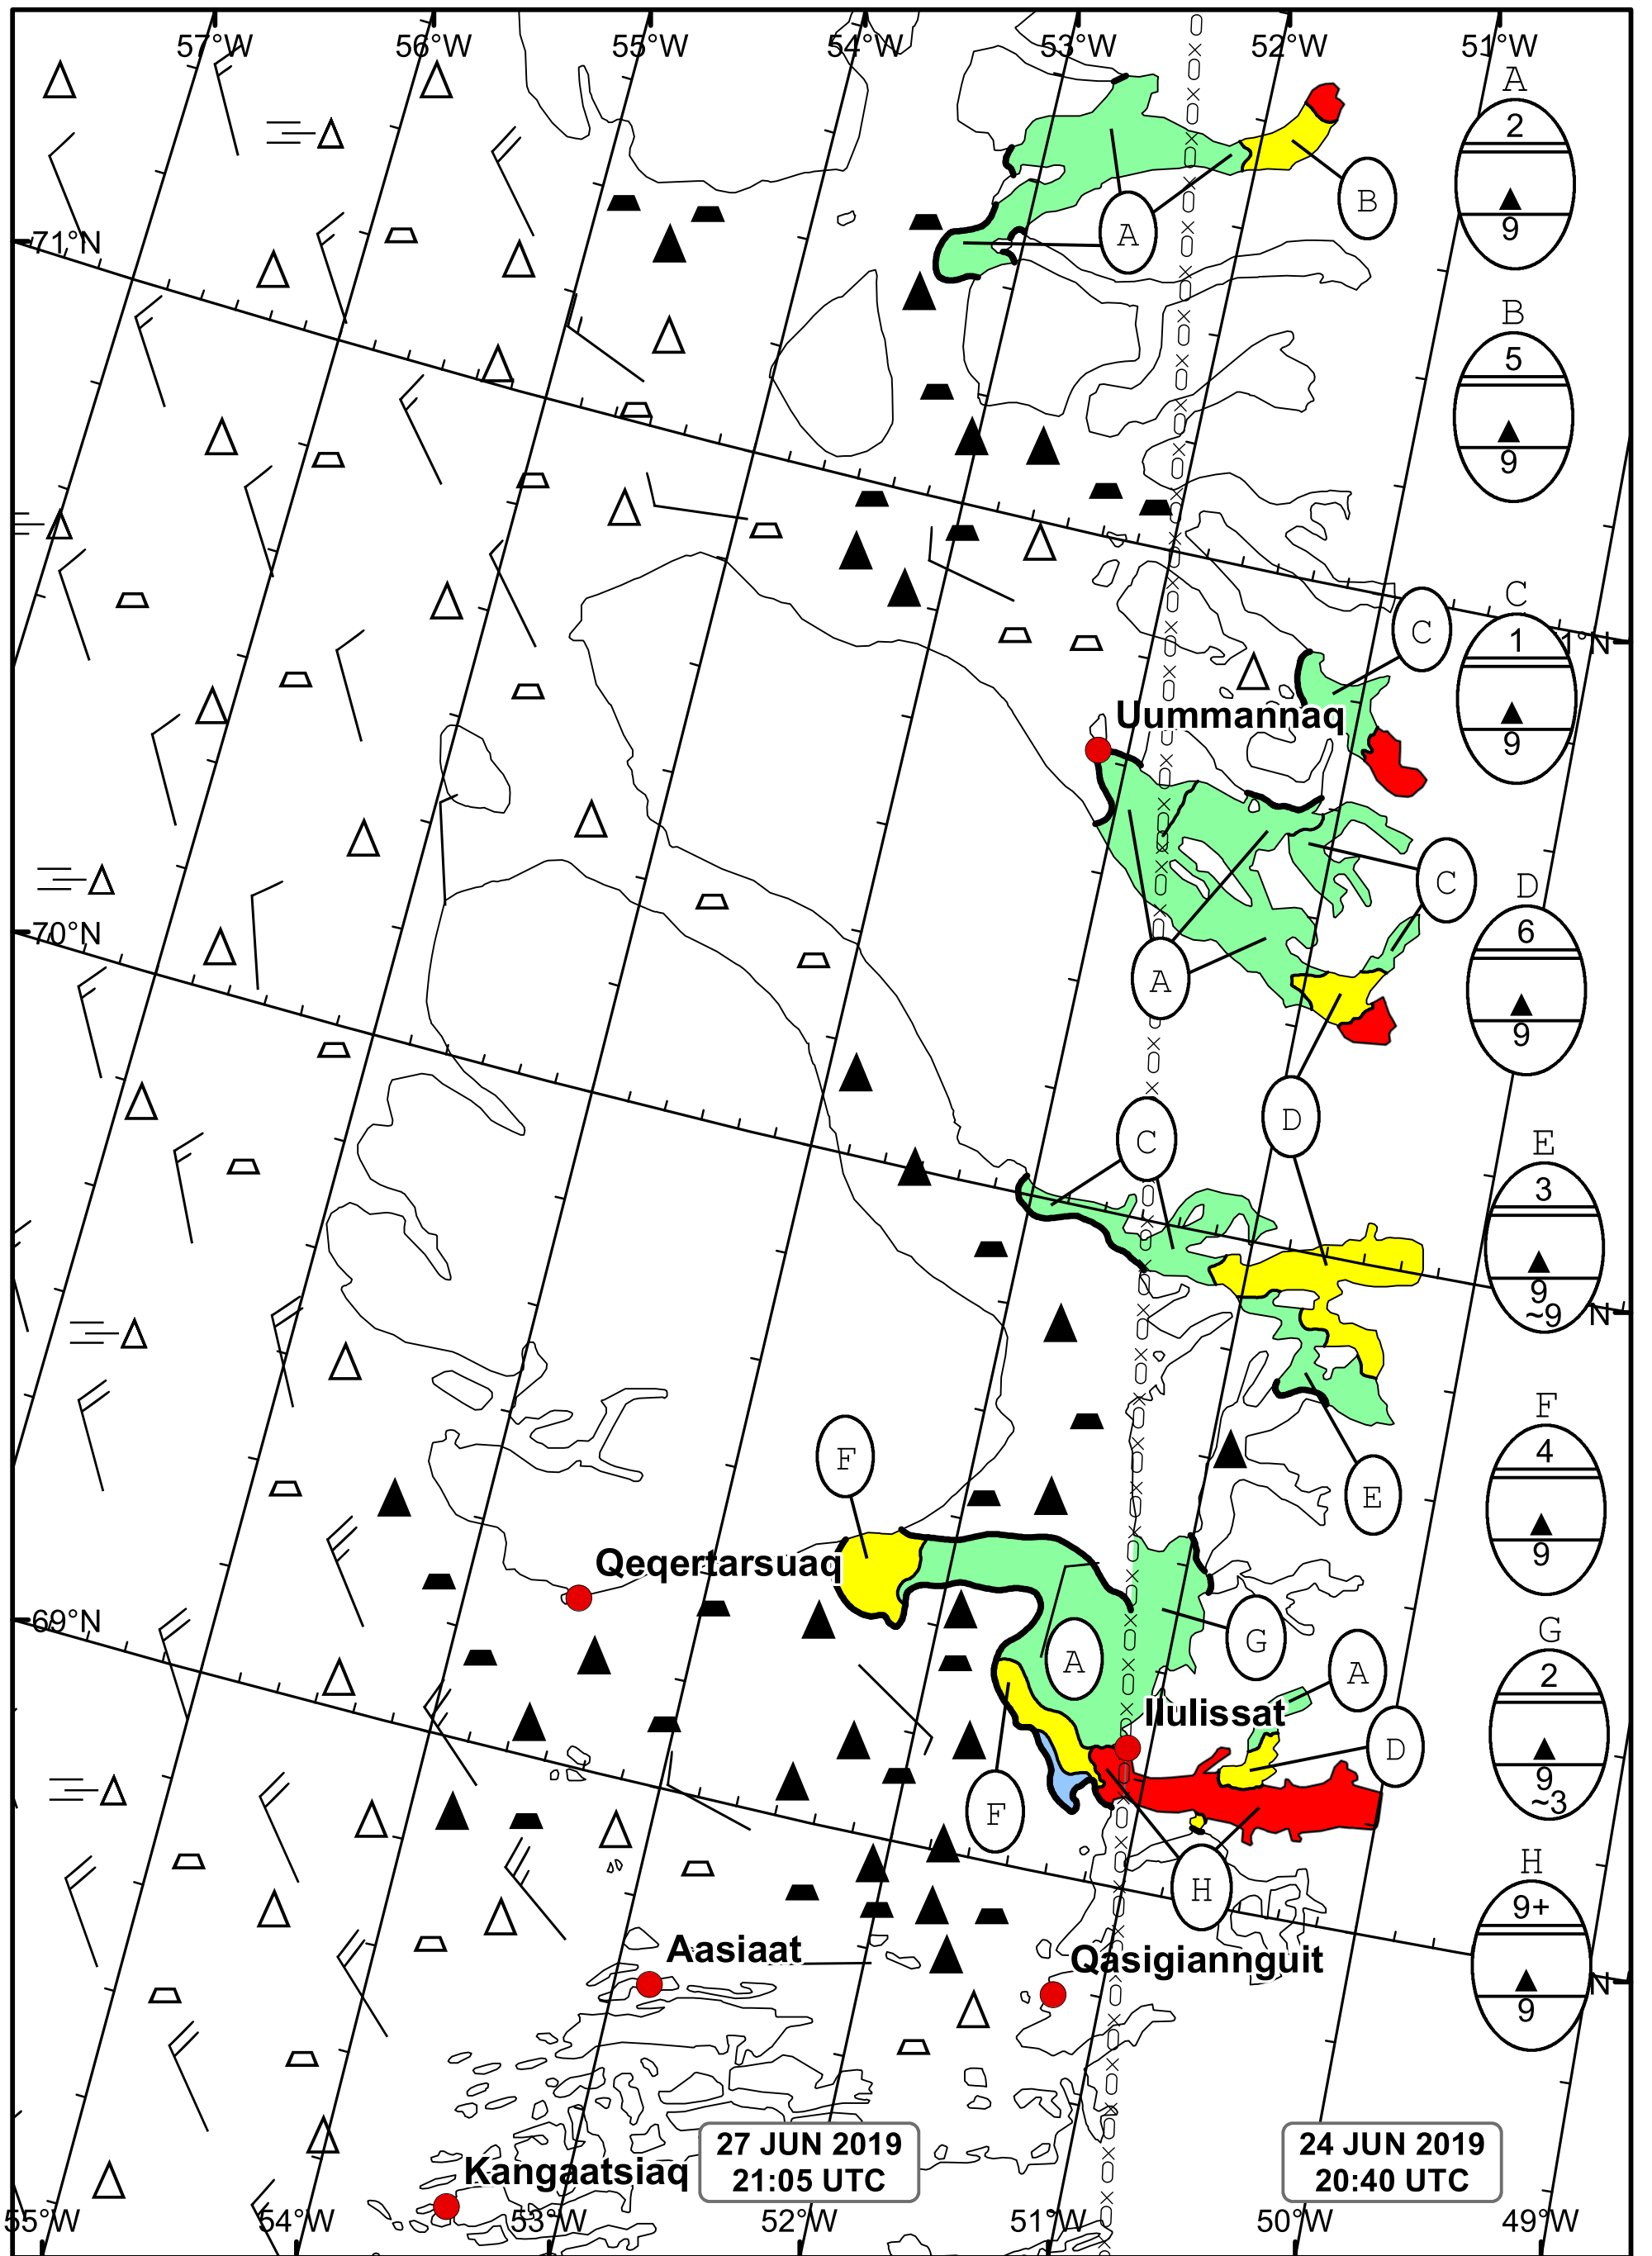 57°W 56°W 55°W 54°W 53°W 52°W 51°W
A
2
9
B
A
71°N
B
5
9
C
1
9
C
1°N
Uummannaq
C
D
6
9
70°N
A
C
D
E
3
9
~9
N
F
4
9
F
E
Qeqertarsuaq
69°N
G
A
A
G
2
9
~3
Ilulissat
D
F
H
H
9+
9
Aasiaat
Qasigiannguit
N
27 JUN 2019
21:05 UTC
24 JUN 2019
20:40 UTC
Kangaatsiaq
55°W 54°W 53°W 52°W 51°W 50°W 49°W